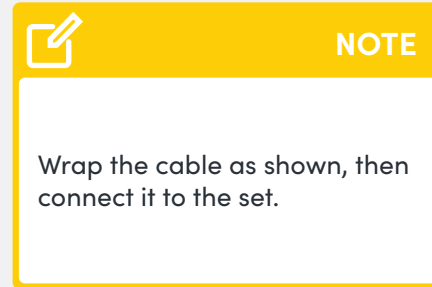 NOTE
Wrap the cable as shown, then
connect it to the set.